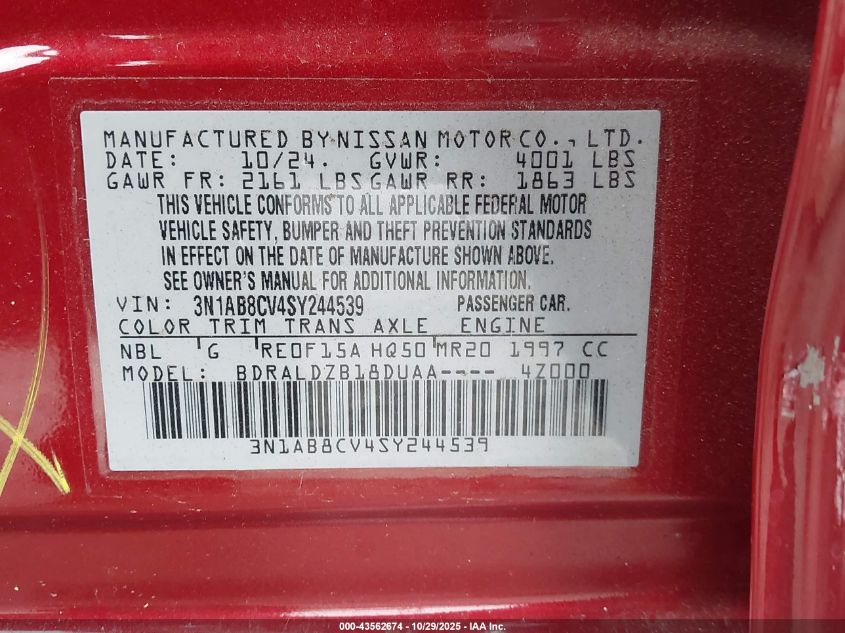 MANUFACTURED BY NISSAN MOTOR CO., LTD.
DATE: 10/24. GVWR: 4001 LBS
GAWR FR: 2161 LBS GAWR RR: 1863 LBS
THIS VEHICLE CONFORMS TO ALL APPLICABLE FEDERAL MOTOR
VEHICLE SAFETY, BUMPER AND THEFT PREVENTION STANDARDS
IN EFFECT ON THE DATE OF MANUFACTURE SHOWN ABOVE.
SEE OWNER'S MANUAL FOR ADDITIONAL INFORMATION.
VIN: 3N1AB8CV4SY244539 PASSENGER CAR.
COLOR TRIM TRANS AXLE ENGINE
NBL G RE0F15A HQ50 MR20 1997 CC
MODEL: BDRALDZB18DUAA---- 4Z000
3N1AB8CV4SY244539
000-43562674 / 10/29/2025 / IAA Inc.